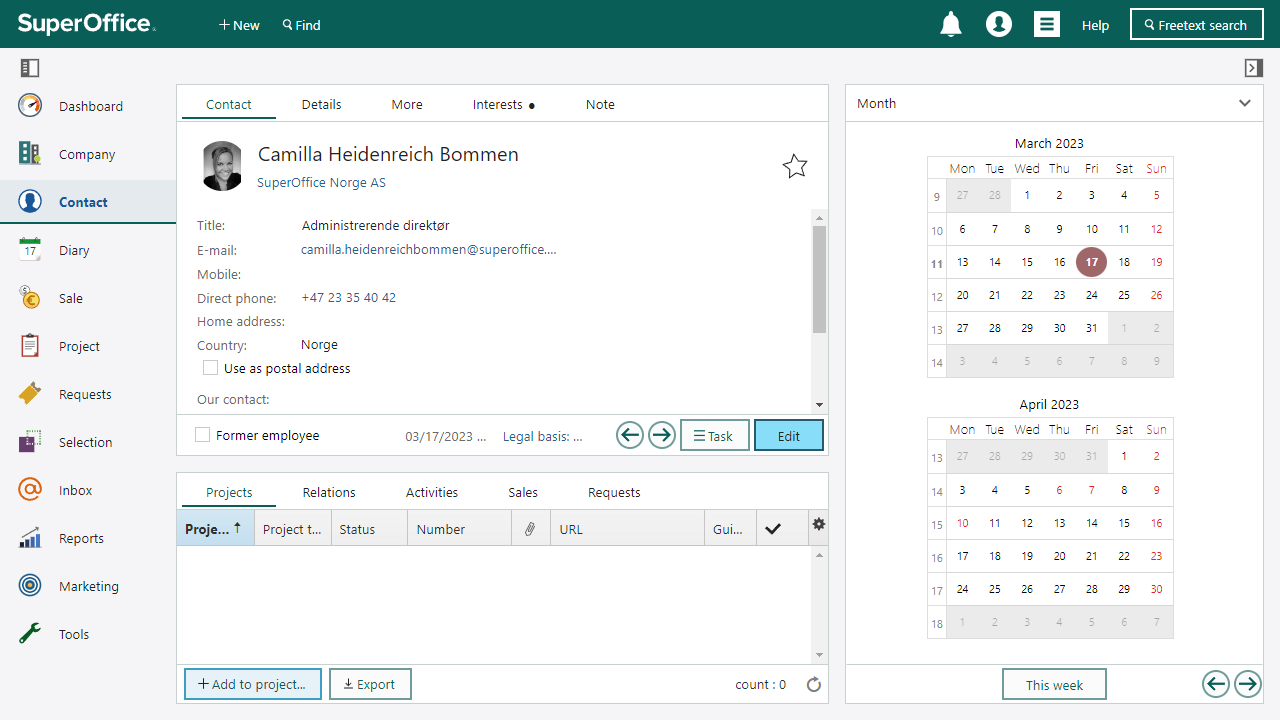 SuperOffice
New
Find
Help
Freetext search
Dashboard
Company
Contact
Diary
17
Sale
Project
Requests
Selection
Inbox
Reports
Marketing
Tools
Contact Details More Interests ● Note
Camilla Heidenreich Bommen
SuperOffice Norge AS
Title: Administrerende direktør
E-mail: camilla.heidenreichbommen@superoffice....
Mobile:
Direct phone: +47 23 35 40 42
Home address:
Country: Norge
Use as postal address
Our contact:
Former employee 03/17/2023 ... Legal basis: ... Task Edit
Projects Relations Activities Sales Requests
Proje... Project t... Status Number URL Gui...
Add to project... Export count : 0
Month
March 2023
Mon Tue Wed Thu Fri Sat Sun
9 27 28 1 2 3 4 5
10 6 7 8 9 10 11 12
11 13 14 15 16 17 18 19
12 20 21 22 23 24 25 26
13 27 28 29 30 31 1 2
14 3 4 5 6 7 8 9
April 2023
Mon Tue Wed Thu Fri Sat Sun
13 27 28 29 30 31 1 2
14 3 4 5 6 7 8 9
15 10 11 12 13 14 15 16
16 17 18 19 20 21 22 23
17 24 25 26 27 28 29 30
18 1 2 3 4 5 6 7
This week